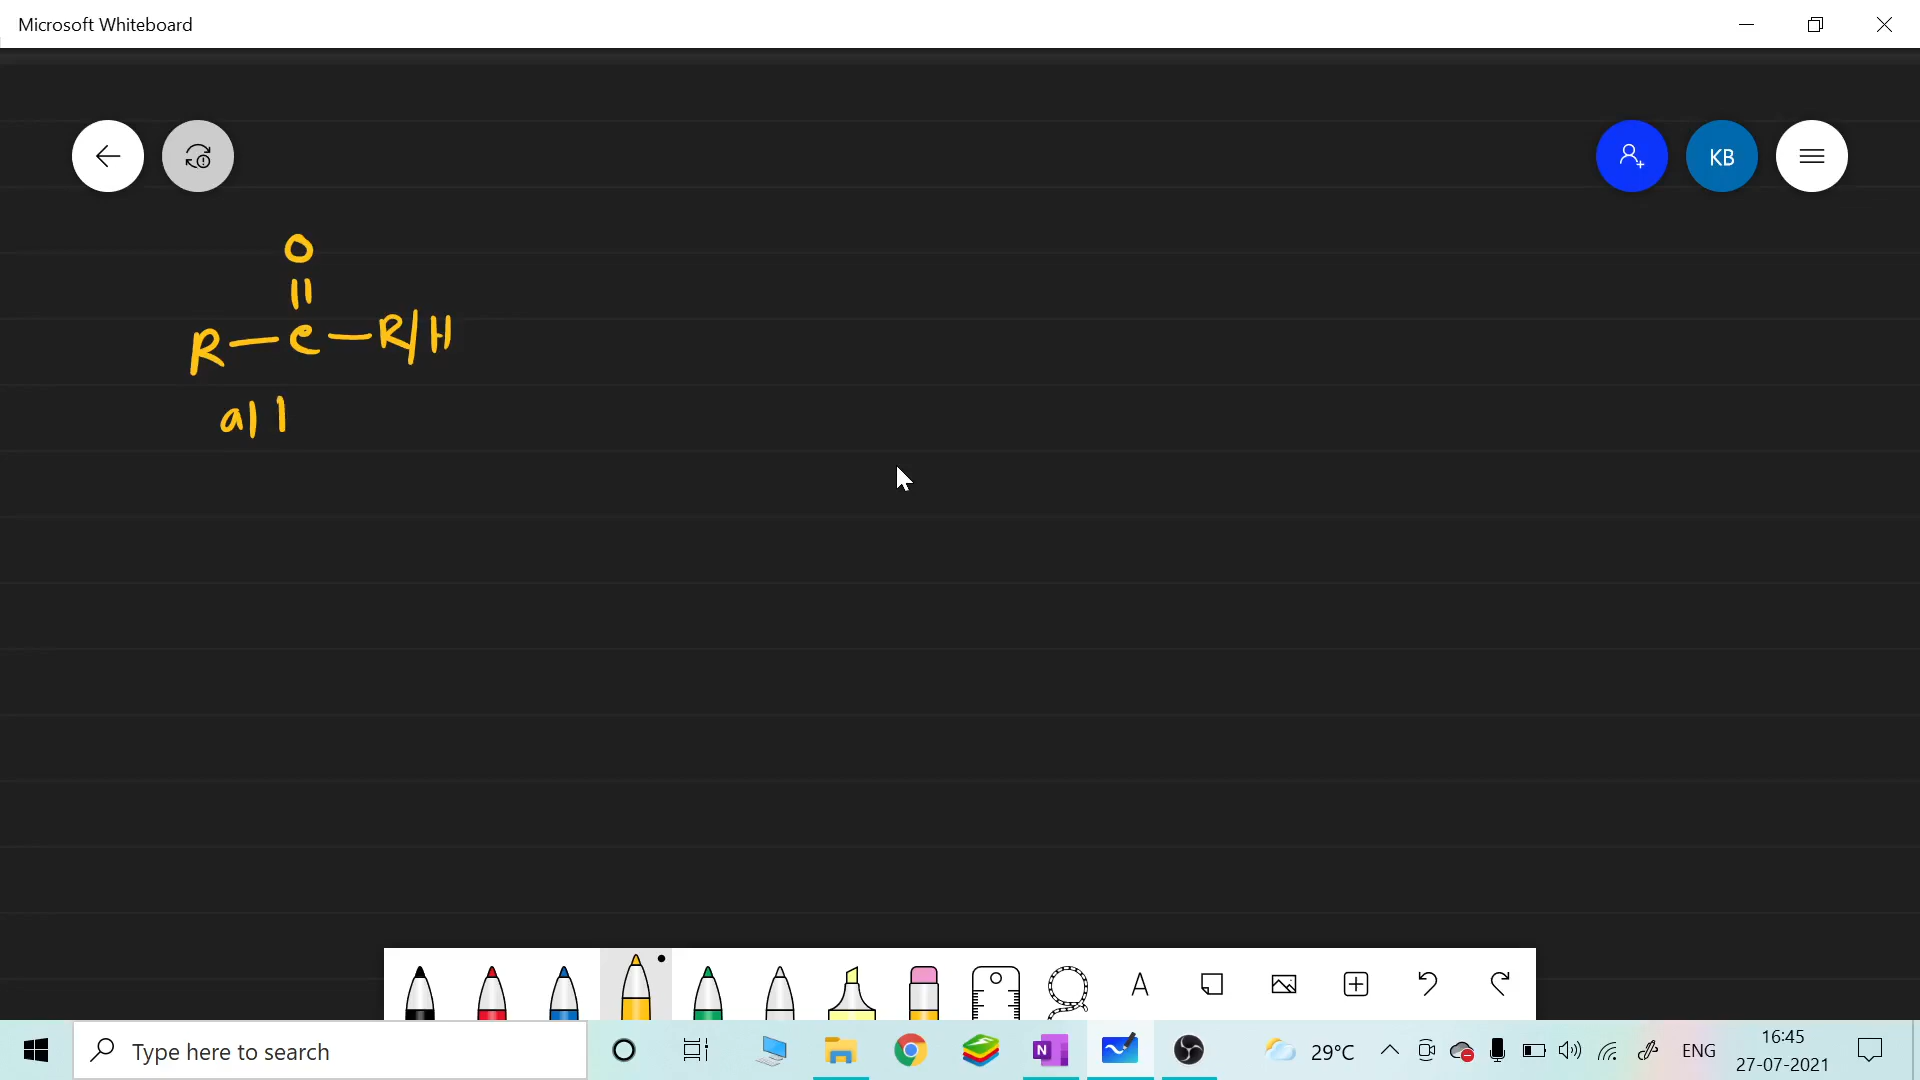 Microsoft Whiteboard
KB
O
||
R—C—R/H
al l
A
N
Type here to search
29°C
ENG
16:45
27-07-2021